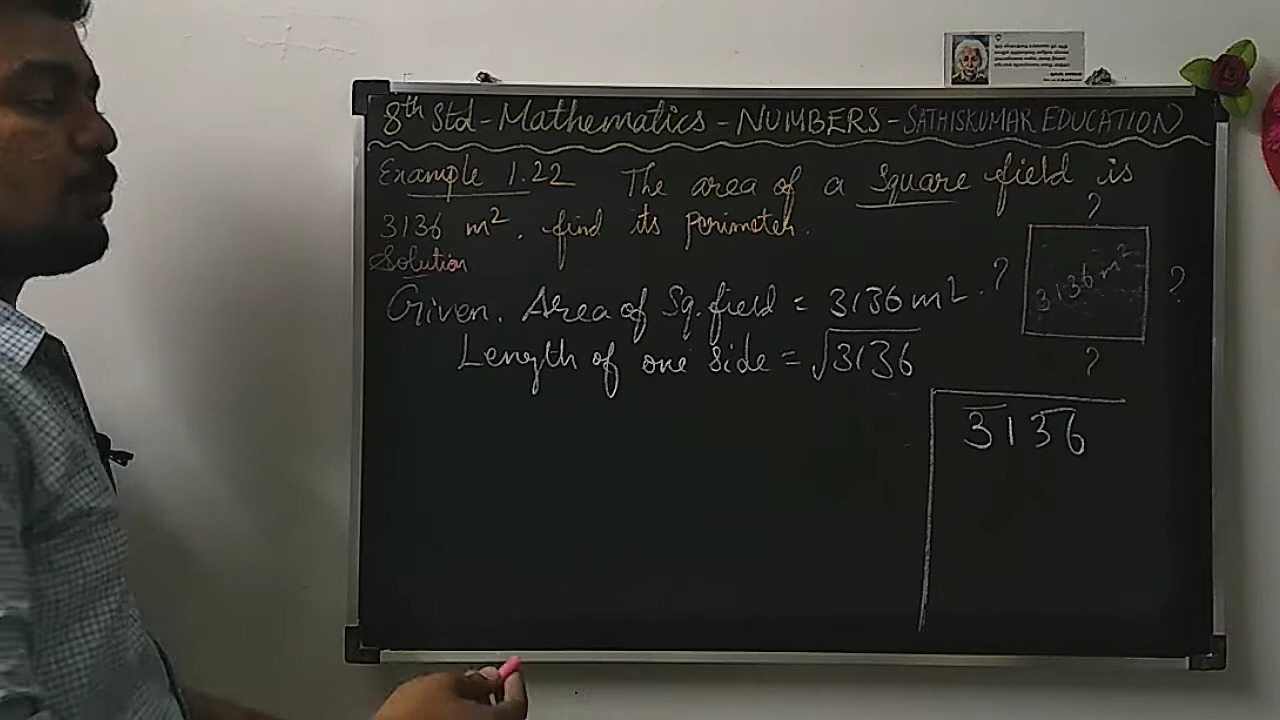 8th Std - Mathematics - NUMBERS - SATHISKUMAR EDUCATION
Example 1.22 The area of a square field is
3136 m². find its perimeter.
Solution
Given. Area of Sq. field = 3136 m².
Length of one side = √3136
?
? 3136 m² ?
?
3136